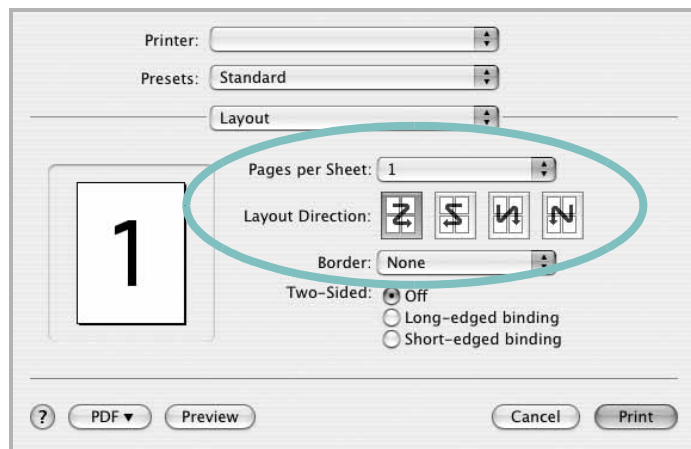 Printer:
Presets: Standard
Layout
Pages per Sheet: 1
Layout Direction:
Border: None
Two-Sided: Off
Long-edged binding
Short-edged binding
1
? PDF▼ Preview Cancel Print